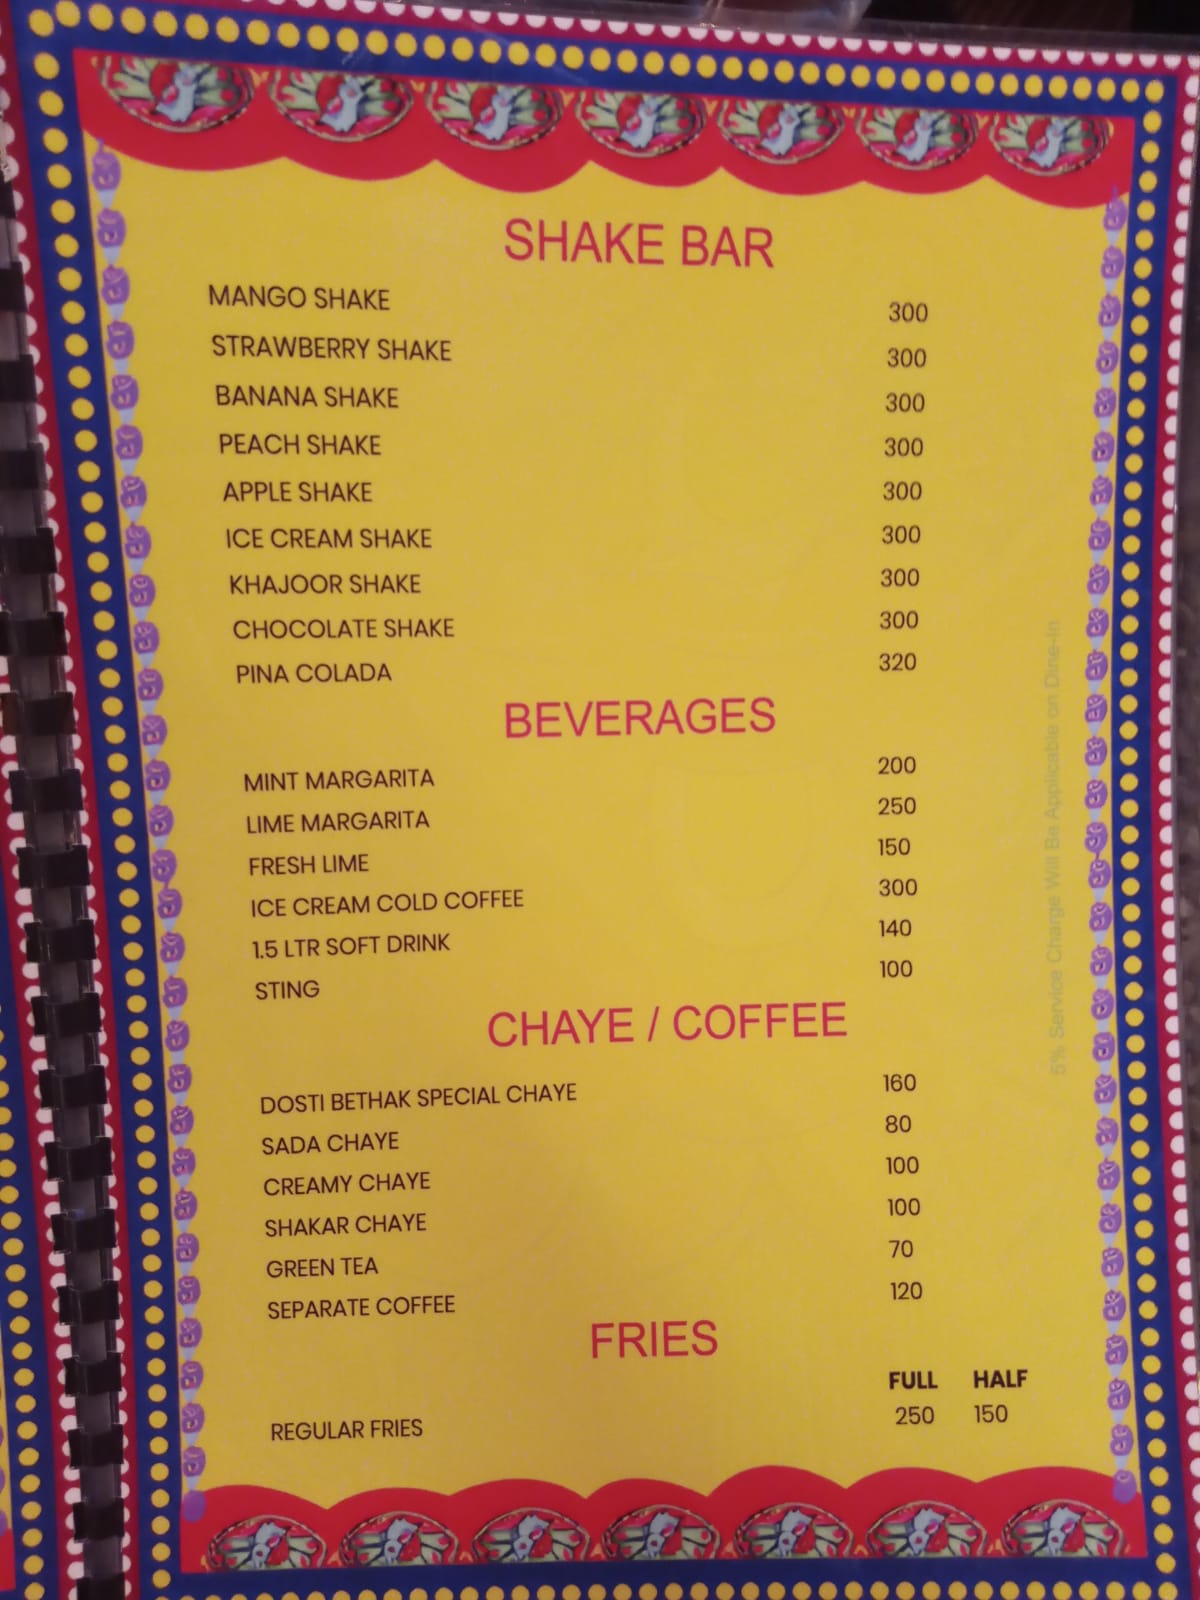 SHAKE BAR
MANGO SHAKE 300
STRAWBERRY SHAKE 300
BANANA SHAKE 300
PEACH SHAKE 300
APPLE SHAKE 300
ICE CREAM SHAKE 300
KHAJOOR SHAKE 300
CHOCOLATE SHAKE 300
PINA COLADA 320
BEVERAGES
MINT MARGARITA 200
LIME MARGARITA 250
FRESH LIME 150
ICE CREAM COLD COFFEE 300
1.5 LTR SOFT DRINK 140
STING 100
CHAYE / COFFEE
DOSTI BETHAK SPECIAL CHAYE 160
SADA CHAYE 80
CREAMY CHAYE 100
SHAKAR CHAYE 100
GREEN TEA 70
SEPARATE COFFEE 120
FRIES
FULL HALF
REGULAR FRIES 250 150
5% Service Charge Will Be Applicable on Dine-In